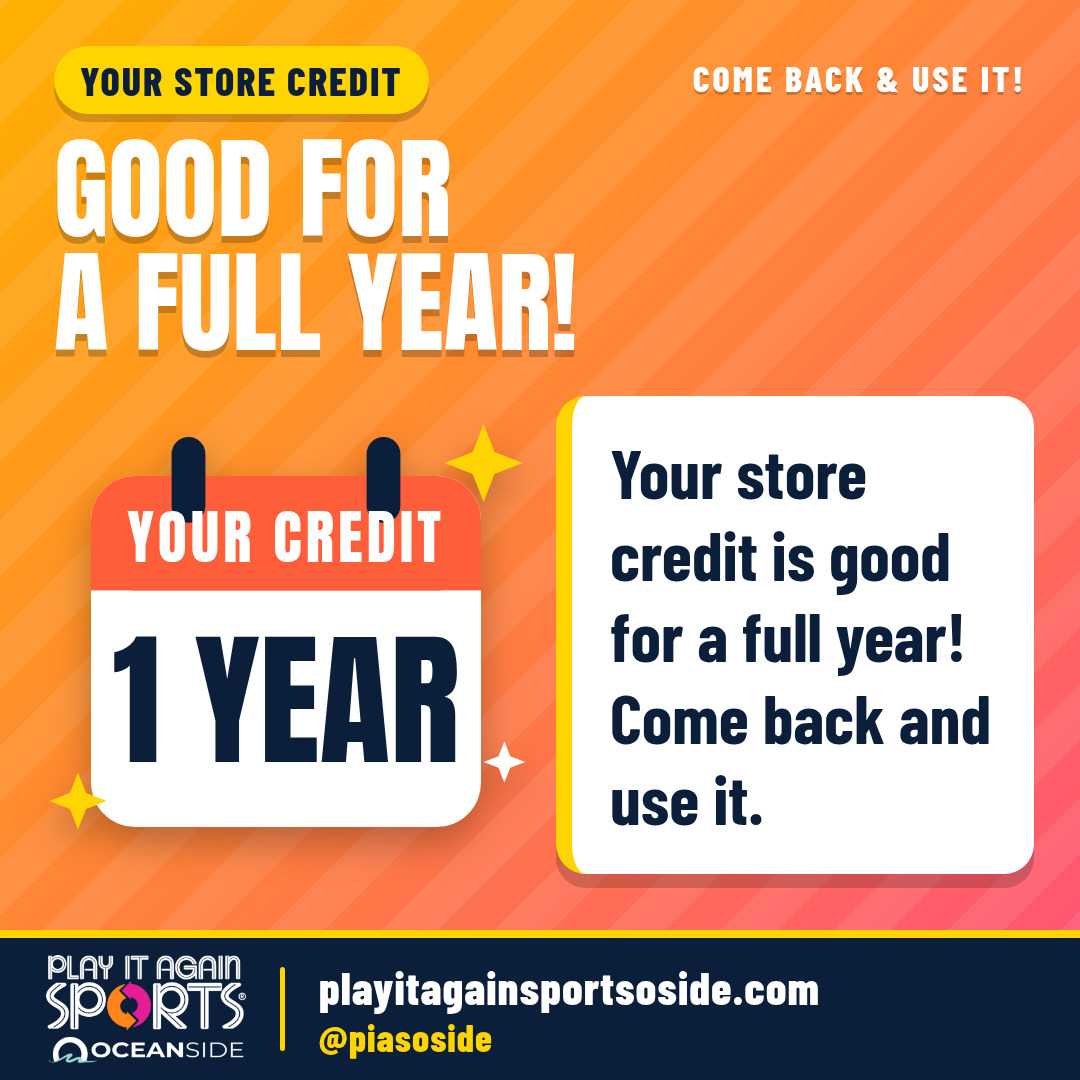 YOUR STORE CREDIT
COME BACK & USE IT!
GOOD FOR
A FULL YEAR!
YOUR CREDIT
1 YEAR
Your store
credit is good
for a full year!
Come back and
use it.
PLAY IT AGAIN
SPORTS®
OCEANSIDE
playitagainsportsoside.com
@piasoside